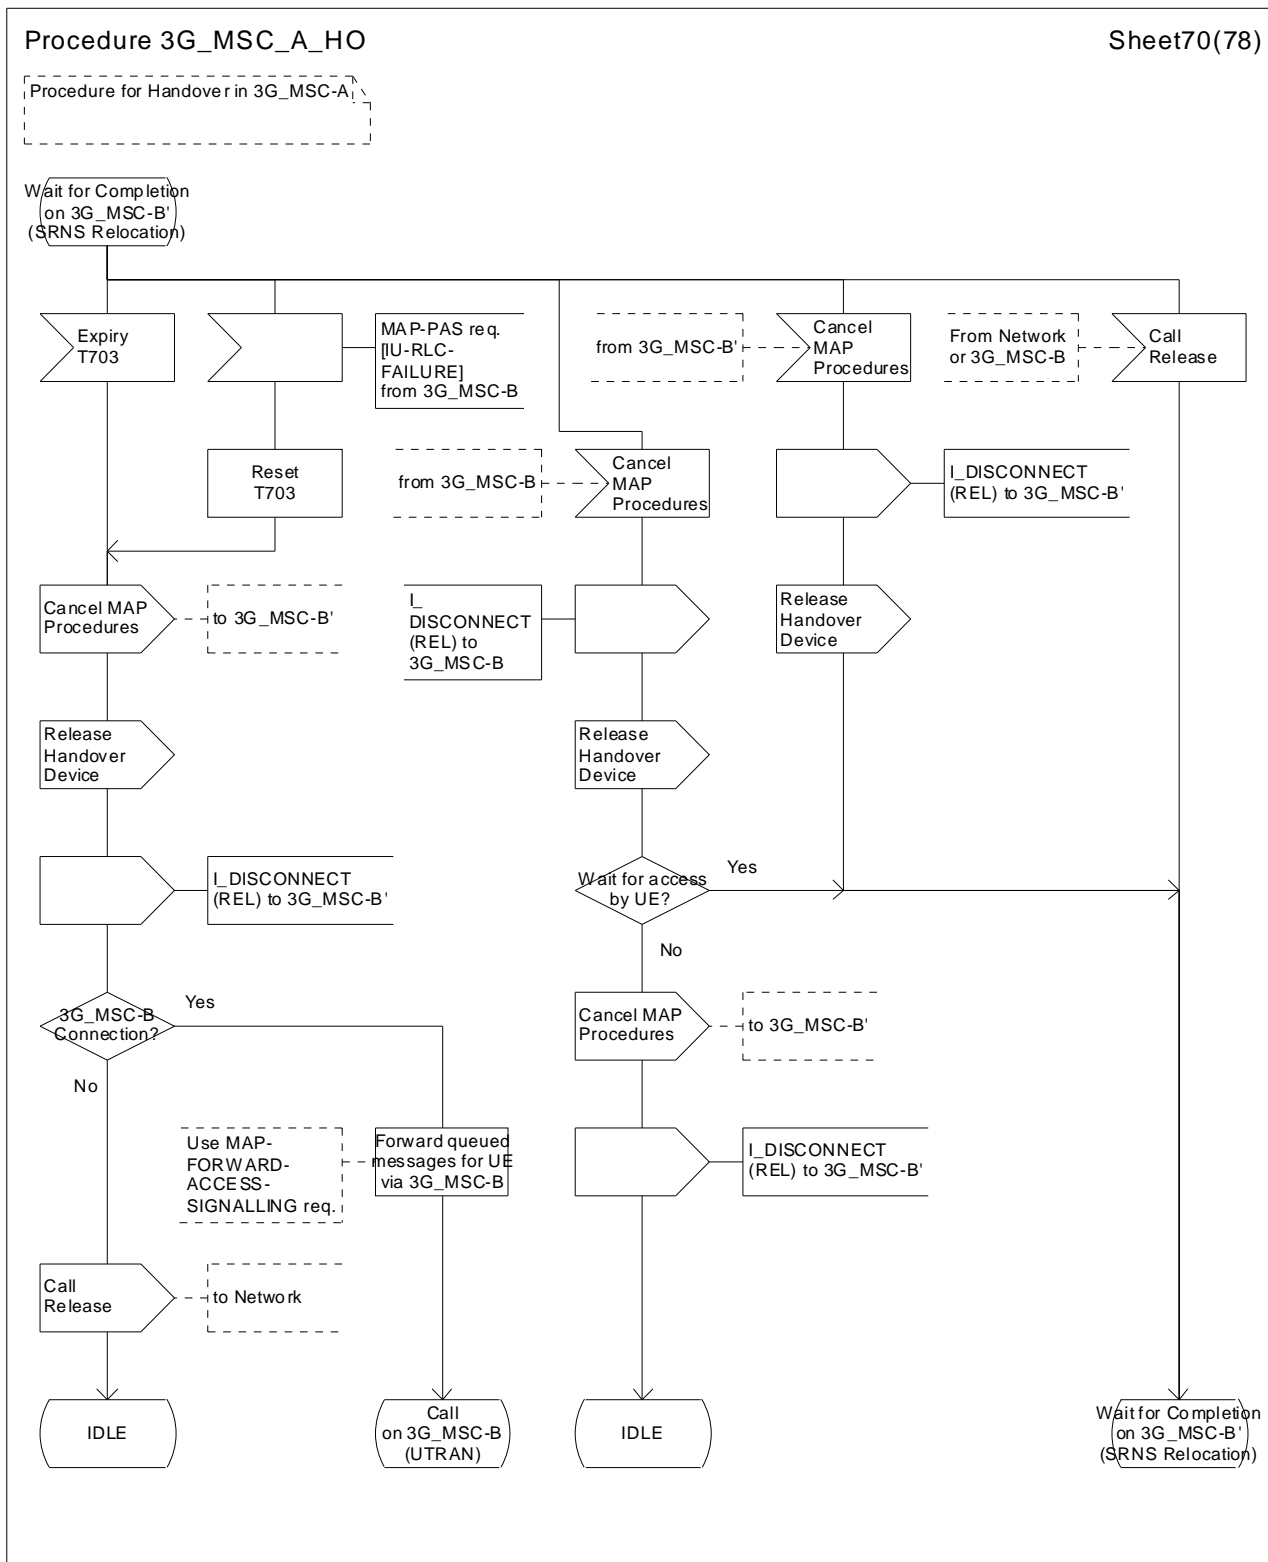 Procedure 3G_MSC_A_HO
Sheet70(78)
Procedure for Handover in 3G_MSC-A
Wait for Completion
on 3G_MSC-B'
(SRNS Relocation)
Expiry
T703
MAP-PAS req.
[IU-RLC-
FAILURE]
from 3G_MSC-B
from 3G_MSC-B'
Cancel
MAP
Procedures
From Network
or 3G_MSC-B
Call
Release
Reset
T703
from 3G_MSC-B
Cancel
MAP
Procedures
I_DISCONNECT
(REL) to 3G_MSC-B'
Cancel MAP
Procedures
to 3G_MSC-B'
I_
DISCONNECT
(REL) to
3G_MSC-B
Release
Handover
Device
Release
Handover
Device
Release
Handover
Device
I_DISCONNECT
(REL) to 3G_MSC-B'
Wait for access
by UE?
Yes
No
3G_MSC-B
Connection?
Yes
No
Cancel MAP
Procedures
to 3G_MSC-B'
Use MAP-
FORWARD-
ACCESS-
SIGNALLING req.
Forward queued
messages for UE
via 3G_MSC-B
I_DISCONNECT
(REL) to 3G_MSC-B'
Call
Release
to Network
IDLE
Call
on 3G_MSC-B
(UTRAN)
IDLE
Wait for Completion
on 3G_MSC-B'
(SRNS Relocation)